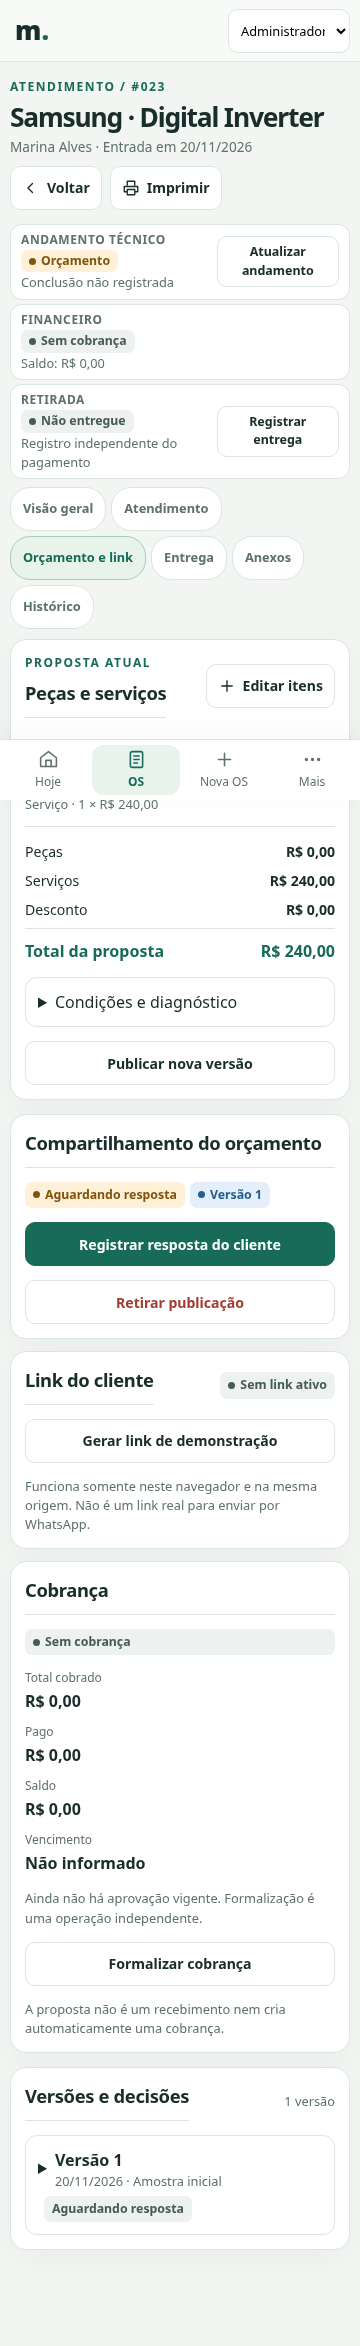 m.
Administrador
ATENDIMENTO / #023
Samsung · Digital Inverter
Marina Alves · Entrada em 20/11/2026
Voltar
Imprimir
ANDAMENTO TÉCNICO
Orçamento
Conclusão não registrada
Atualizar
andamento
FINANCEIRO
Sem cobrança
Saldo: R$ 0,00
RETIRADA
Não entregue
Registro independente do
pagamento
Registrar
entrega
Visão geral
Atendimento
Orçamento e link
Entrega
Anexos
Histórico
PROPOSTA ATUAL
Peças e serviços
Editar itens
Hoje
OS
Nova OS
Mais
Serviço · 1 × R$ 240,00
Peças R$ 0,00
Serviços R$ 240,00
Desconto R$ 0,00
Total da proposta R$ 240,00
Condições e diagnóstico
Publicar nova versão
Compartilhamento do orçamento
Aguardando resposta
Versão 1
Registrar resposta do cliente
Retirar publicação
Link do cliente
Sem link ativo
Gerar link de demonstração
Funciona somente neste navegador e na mesma
origem. Não é um link real para enviar por
WhatsApp.
Cobrança
Sem cobrança
Total cobrado
R$ 0,00
Pago
R$ 0,00
Saldo
R$ 0,00
Vencimento
Não informado
Ainda não há aprovação vigente. Formalização é
uma operação independente.
Formalizar cobrança
A proposta não é um recebimento nem cria
automaticamente uma cobrança.
Versões e decisões
1 versão
Versão 1
20/11/2026 · Amostra inicial
Aguardando resposta